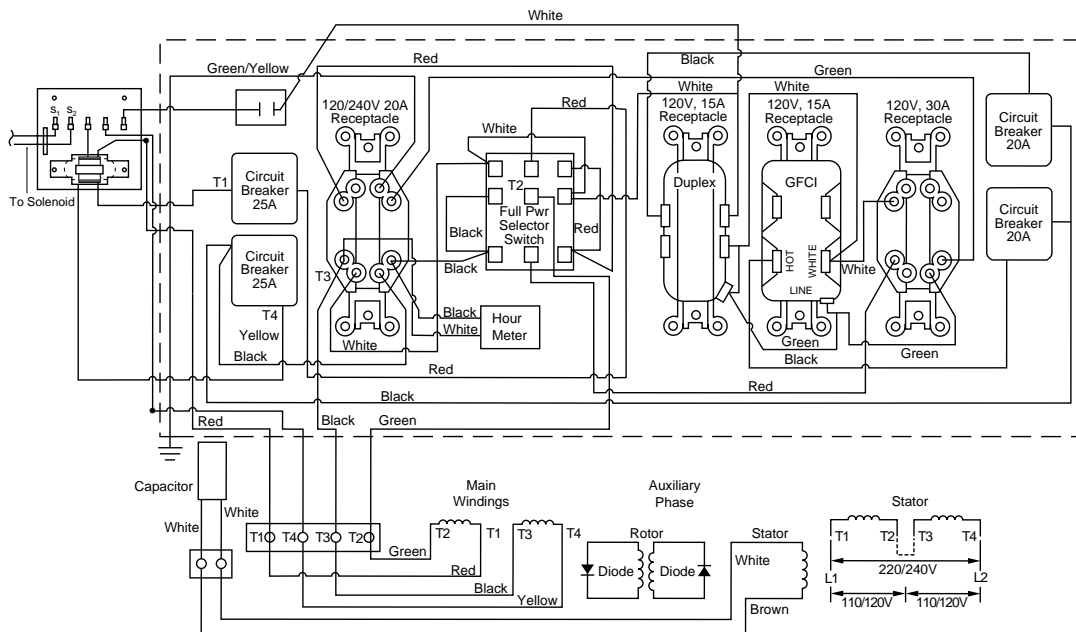 White
Black
Red
Green/Yellow
Green
White
S1
S2
120/240V 20A
Receptacle
120V, 15A
Receptacle
120V, 15A
Receptacle
120V, 30A
Receptacle
Red
White
Circuit
Breaker
20A
To Solenoid
T1
Circuit
Breaker
25A
T2
Full Pwr
Selector
Switch
Duplex
GFCI
Black
Red
Circuit
Breaker
20A
T3
Circuit
Breaker
25A
Black
HOT
WHITE
White
LINE
T4
Yellow
Black
White
Hour
Meter
White
Black
Green
Black
Green
Red
Red
Black
Red
Black
Green
Capacitor
White
White
Main
Windings
Auxiliary
Phase
Stator
T1
T4
T3
T2
T2
T1
T3
T4
Rotor
Stator
T1
T2
T3
T4
Green
Red
Black
Yellow
Diode
Diode
White
Brown
220/240V
L1
L2
110/120V
110/120V